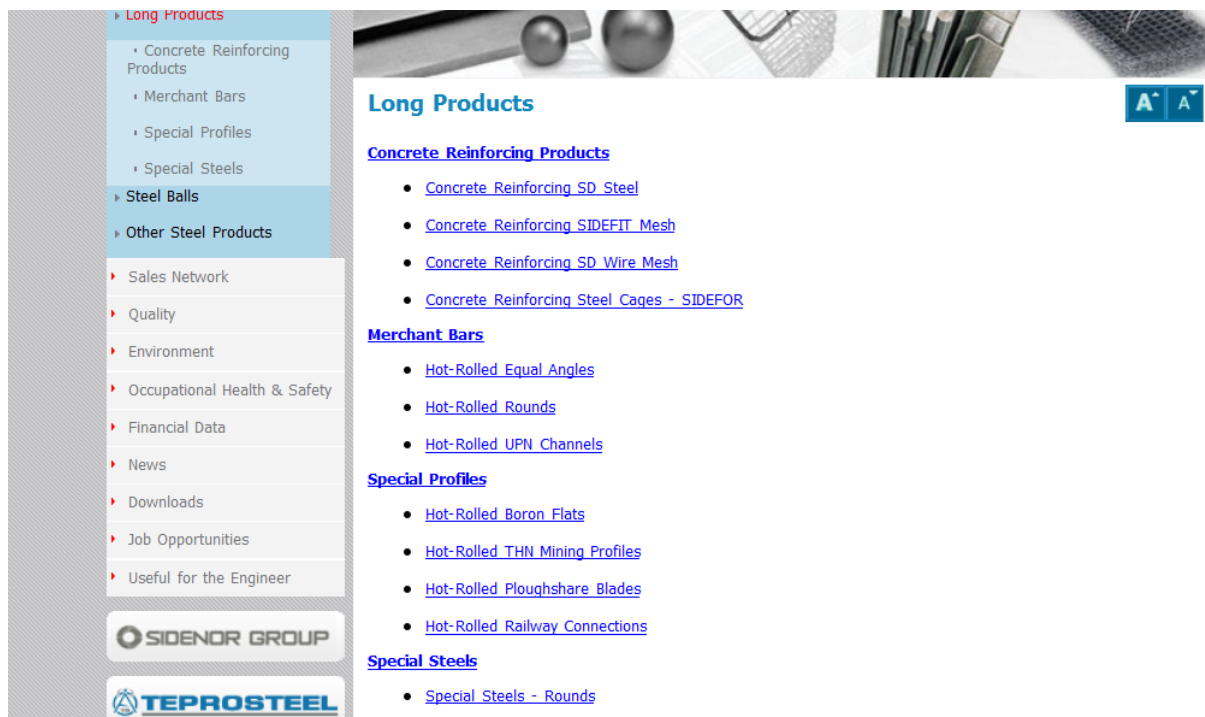 Long Products
Concrete Reinforcing
Products
Merchant Bars
Special Profiles
Special Steels
Steel Balls
Other Steel Products
Sales Network
Quality
Environment
Occupational Health & Safety
Financial Data
News
Downloads
Job Opportunities
Useful for the Engineer
SIDENOR GROUP
TEPROSTEEL
Long Products
A A
Concrete Reinforcing Products
Concrete Reinforcing SD Steel
Concrete Reinforcing SIDEFIT Mesh
Concrete Reinforcing SD Wire Mesh
Concrete Reinforcing Steel Cages - SIDEFOR
Merchant Bars
Hot-Rolled Equal Angles
Hot-Rolled Rounds
Hot-Rolled UPN Channels
Special Profiles
Hot-Rolled Boron Flats
Hot-Rolled THN Mining Profiles
Hot-Rolled Ploughshare Blades
Hot-Rolled Railway Connections
Special Steels
Special Steels - Rounds